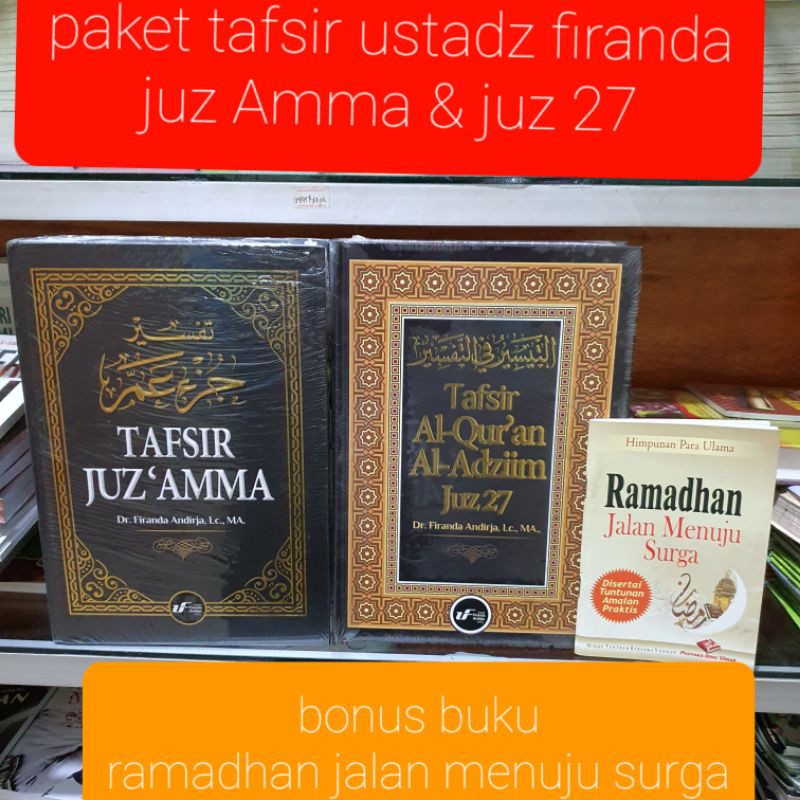 paket tafsir ustadz firanda
juz Amma & juz 27
تفسير
جزء عم
TAFSIR
JUZ ‘AMMA
Dr. Firanda Andirja, Lc., MA.
التيسير في التفسير
Tafsir
Al-Qur’an
Al-Adziim
Juz, 27
Dr. Firanda Andirja, Lc., MA.,
Himpunan Para Ulama
Ramadhan
Jalan Menuju
Surga
Disertai
Tuntunan
Amalan
Praktis
رمضان
bonus buku
ramadhan jalan menuju surga